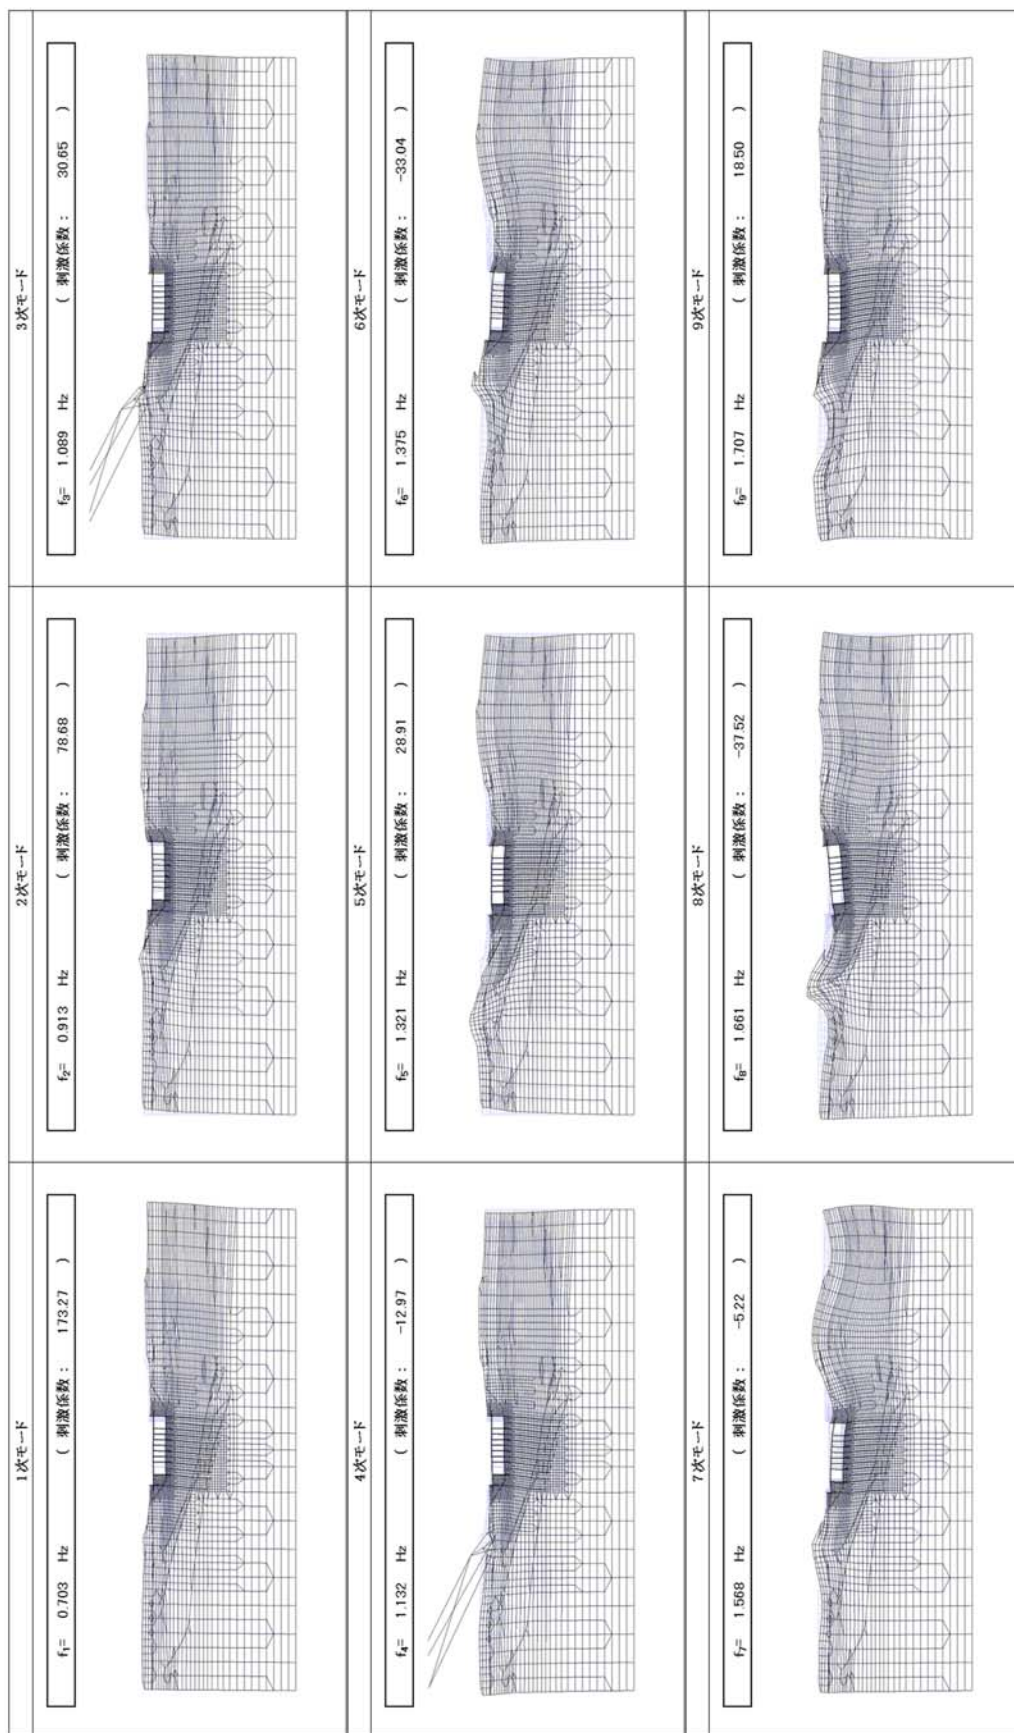 1次モード
f₁= 0.703 Hz ( 刺激係数 : 173.27 )
2次モード
f₂= 0.913 Hz ( 刺激係数 : 78.68 )
3次モード
f₃= 1.089 Hz ( 刺激係数 : 30.65 )
4次モード
f₄= 1.132 Hz ( 刺激係数 : -12.97 )
5次モード
f₅= 1.321 Hz ( 刺激係数 : 28.91 )
6次モード
f₆= 1.375 Hz ( 刺激係数 : -33.04 )
7次モード
f₇= 1.568 Hz ( 刺激係数 : -5.22 )
8次モード
f₈= 1.661 Hz ( 刺激係数 : -37.52 )
9次モード
f₉= 1.707 Hz ( 刺激係数 : 18.50 )